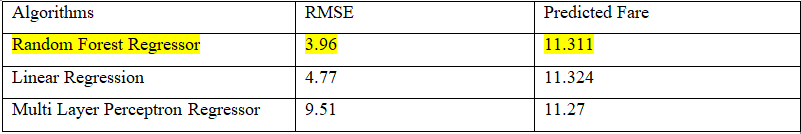 Algorithms RMSE Predicted Fare
Random Forest Regressor 3.96 11.311
Linear Regression 4.77 11.324
Multi Layer Perceptron Regressor 9.51 11.27